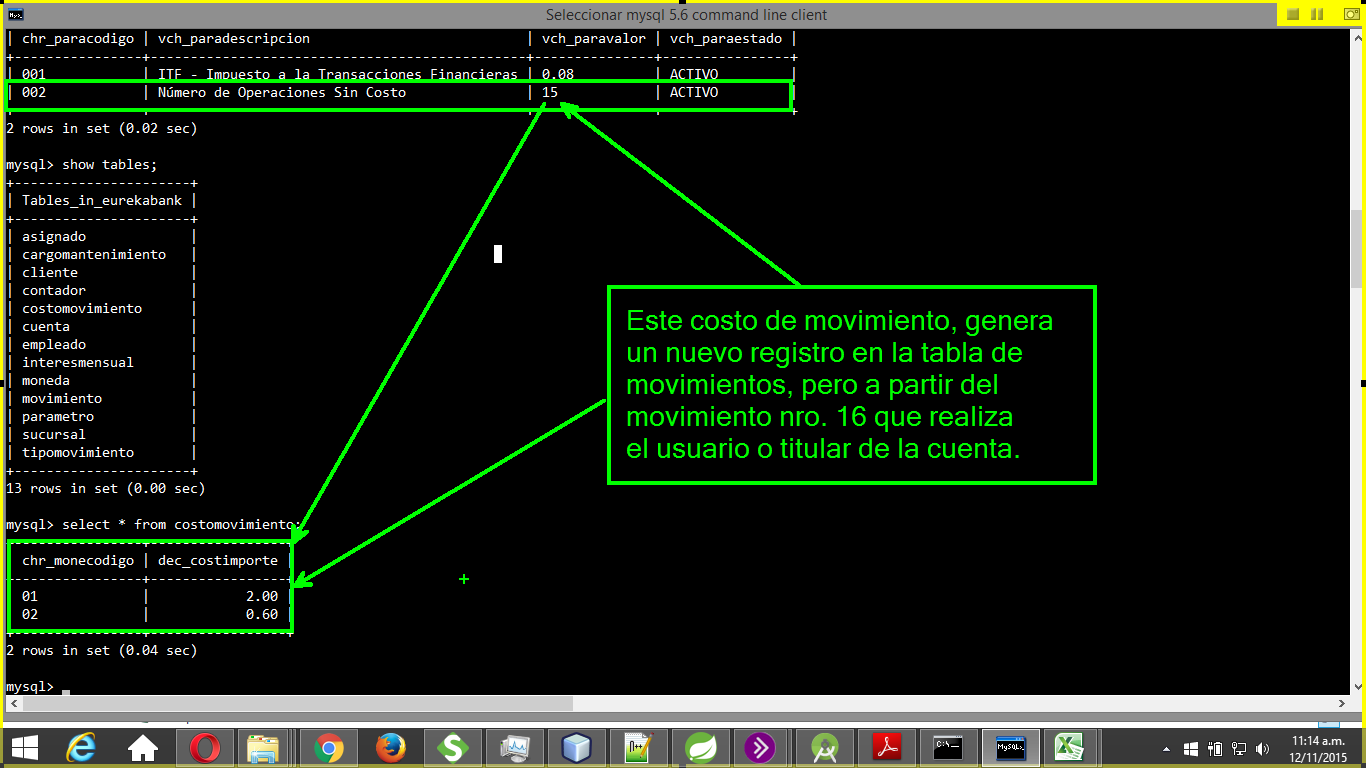 Seleccionar mysql 5.6 command line client
| chr_paracodigo | vch_paradescripcion | vch_paravalor | vch_paraestado |
+----------------+----------------------------------------------+---------------+----------------+
| 001 | ITF - Impuesto a la Transacciones Financieras | 0.08 | ACTIVO |
| 002 | Número de Operaciones Sin Costo | 15 | ACTIVO |
2 rows in set (0.02 sec)
mysql> show tables;
+----------------------+
| Tables_in_eurekabank |
+----------------------+
| asignado |
| cargomantenimiento |
| cliente |
| contador |
| costomovimiento |
| cuenta |
| empleado |
| interesmensual |
| moneda |
| movimiento |
| parametro |
| sucursal |
| tipomovimiento |
+----------------------+
13 rows in set (0.00 sec)
mysql> select * from costomovimiento;
chr_monecodigo | dec_costimporte
----------------+-----------------
01 | 2.00
02 | 0.60
2 rows in set (0.04 sec)
mysql>
Este costo de movimiento, genera
un nuevo registro en la tabla de
movimientos, pero a partir del
movimiento nro. 16 que realiza
el usuario o titular de la cuenta.
11:14 a.m.
12/11/2015